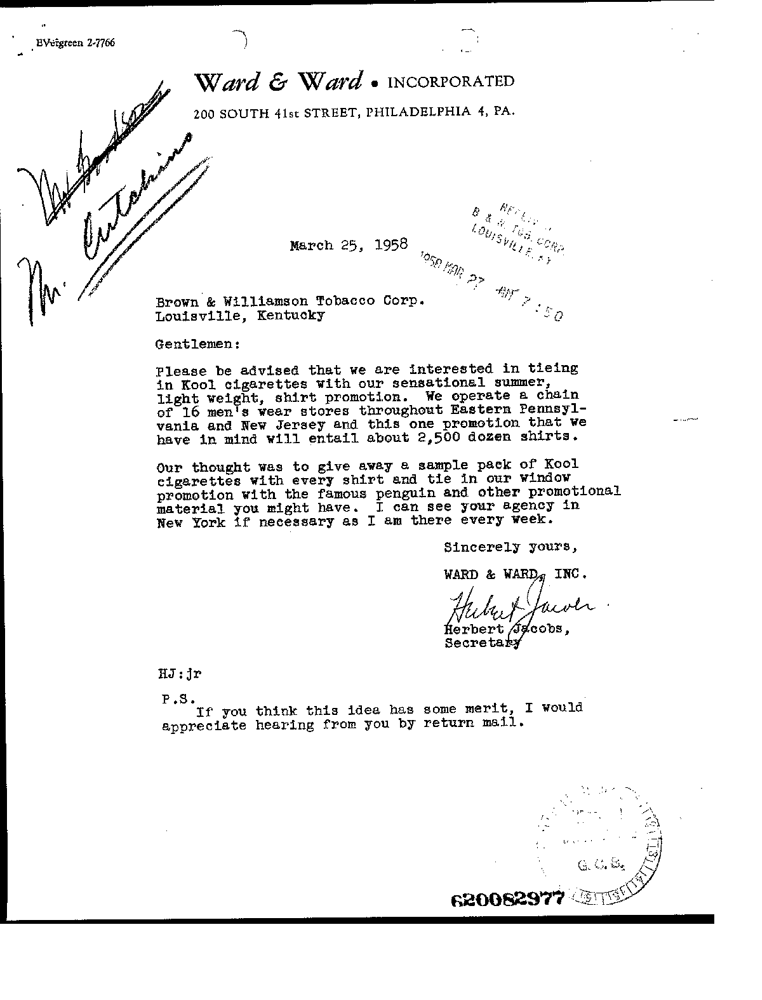 EVergreen 2-7766
Ward & Ward • INCORPORATED
200 SOUTH 41st STREET, PHILADELPHIA 4, PA.
Mr.
Mr. Cutchins
March 25, 1958
RECEIVED
B & W TOB. CORP.
LOUISVILLE, KY
1958 MAR 27 AM 7:50
Brown & Williamson Tobacco Corp.
Louisville, Kentucky
Gentlemen:
Please be advised that we are interested in tieing
in Kool cigarettes with our sensational summer,
light weight, shirt promotion. We operate a chain
of 16 men's wear stores throughout Eastern Pennsyl-
vania and New Jersey and this one promotion that we
have in mind will entail about 2,500 dozen shirts.
Our thought was to give away a sample pack of Kool
cigarettes with every shirt and tie in our window
promotion with the famous penguin and other promotional
material you might have. I can see your agency in
New York if necessary as I am there every week.
Sincerely yours,
WARD & WARD, INC.
Herbert Jacobs
Herbert Jacobs,
Secretary
HJ:jr
P.S.
If you think this idea has some merit, I would
appreciate hearing from you by return mail.
G.C.B.
620082977